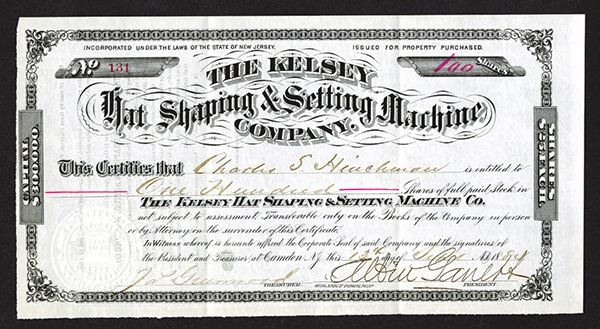 INCORPORATED UNDER THE LAWS OF THE STATE OF NEW JERSEY. ISSUED FOR PROPERTY PURCHASED.
No 131 100 Shares
THE KELSEY
Hat Shaping & Setting Machine
COMPANY.
CAPITAL $300,000.
SHARES $25 EACH.
This Certifies that Charles S. Hinchman is entitled to
One Hundred Shares of full paid Stock in
THE KELSEY HAT SHAPING & SETTING MACHINE CO.
not subject to assessment Transferable only on the Books of the Company in person
or by Attorney on the surrender of this Certificate.
In Witness whereof is hereunto affixed the Corporate Seal of said Company and the signatures of
the President and Treasurer at Camden N.J. this day of A.D. 1894
TREASURER. PRESIDENT